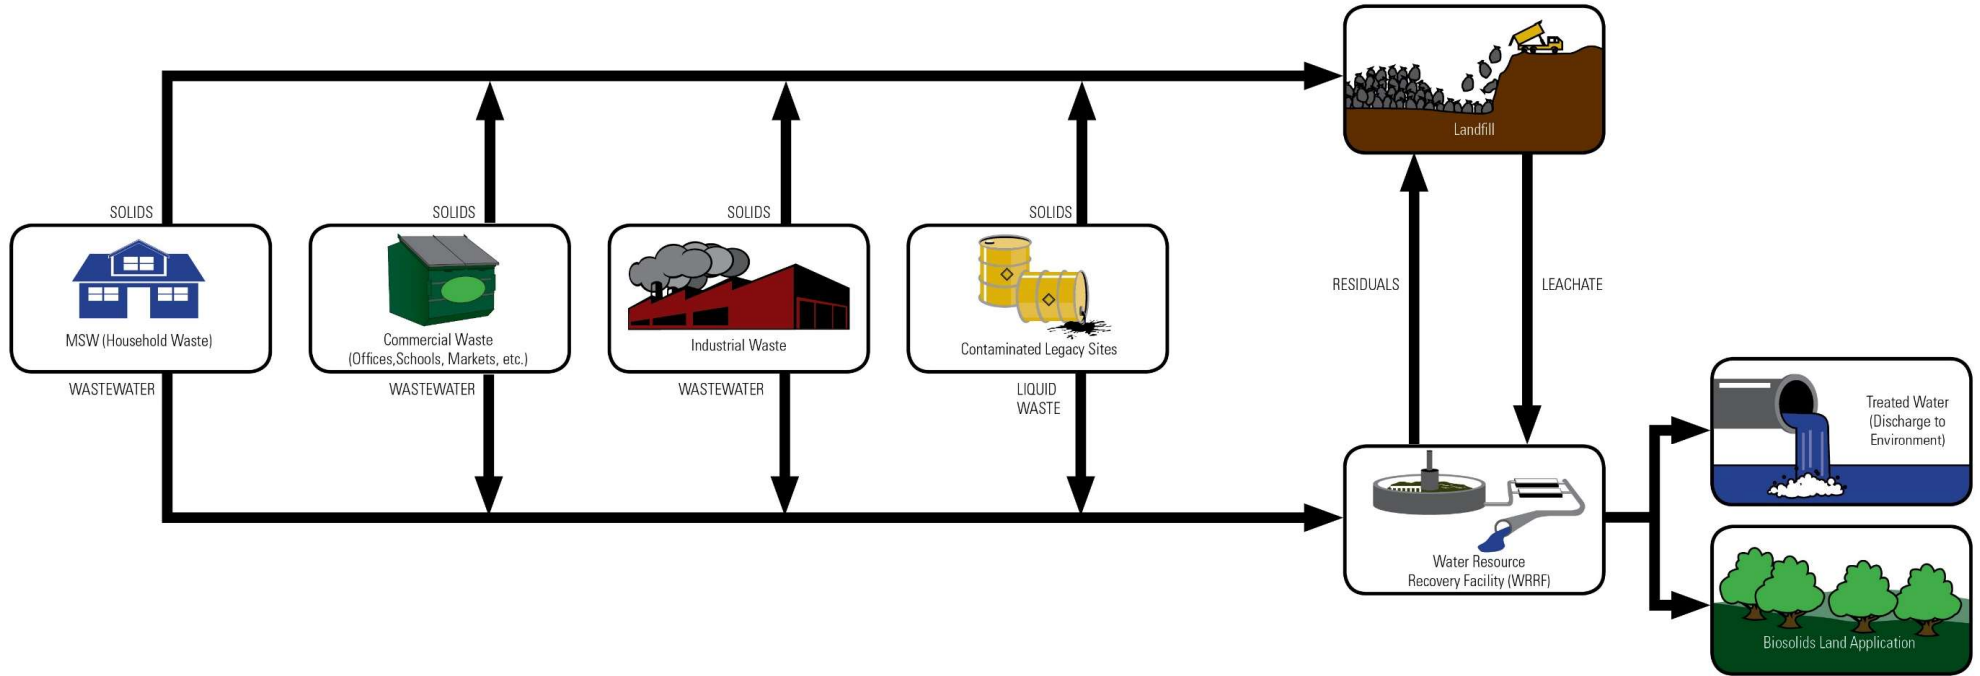 Landfill
SOLIDS
SOLIDS
SOLIDS
SOLIDS
MSW (Household Waste)
Commercial Waste
(Offices,Schools, Markets, etc.)
Industrial Waste
Contaminated Legacy Sites
RESIDUALS
LEACHATE
WASTEWATER
WASTEWATER
WASTEWATER
LIQUID
WASTE
Treated Water
(Discharge to
Environment)
Water Resource
Recovery Facility (WRRF)
Biosolids Land Application